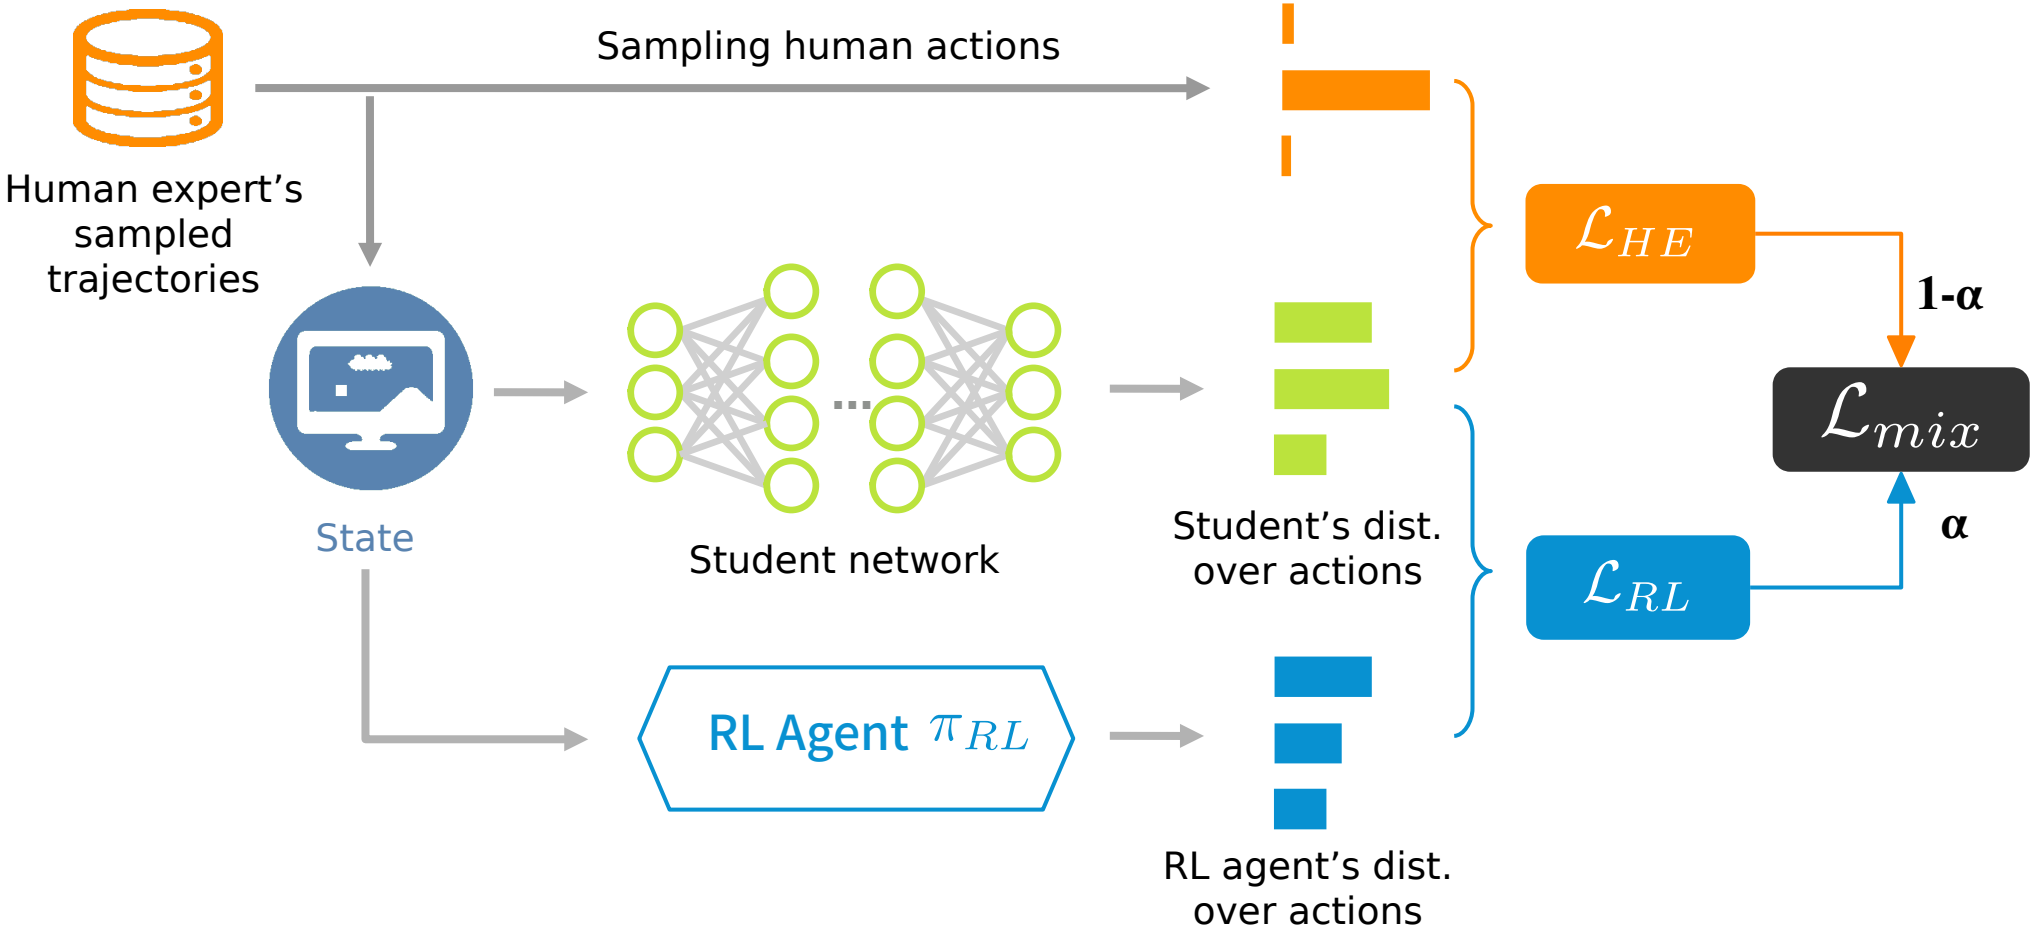 Sampling human actions
Human expert's
sampled
trajectories
State
Student network
...
Student's dist.
over actions
RL Agent π_RL
RL agent's dist.
over actions
ℒ_HE
1-α
ℒ_mix
α
ℒ_RL